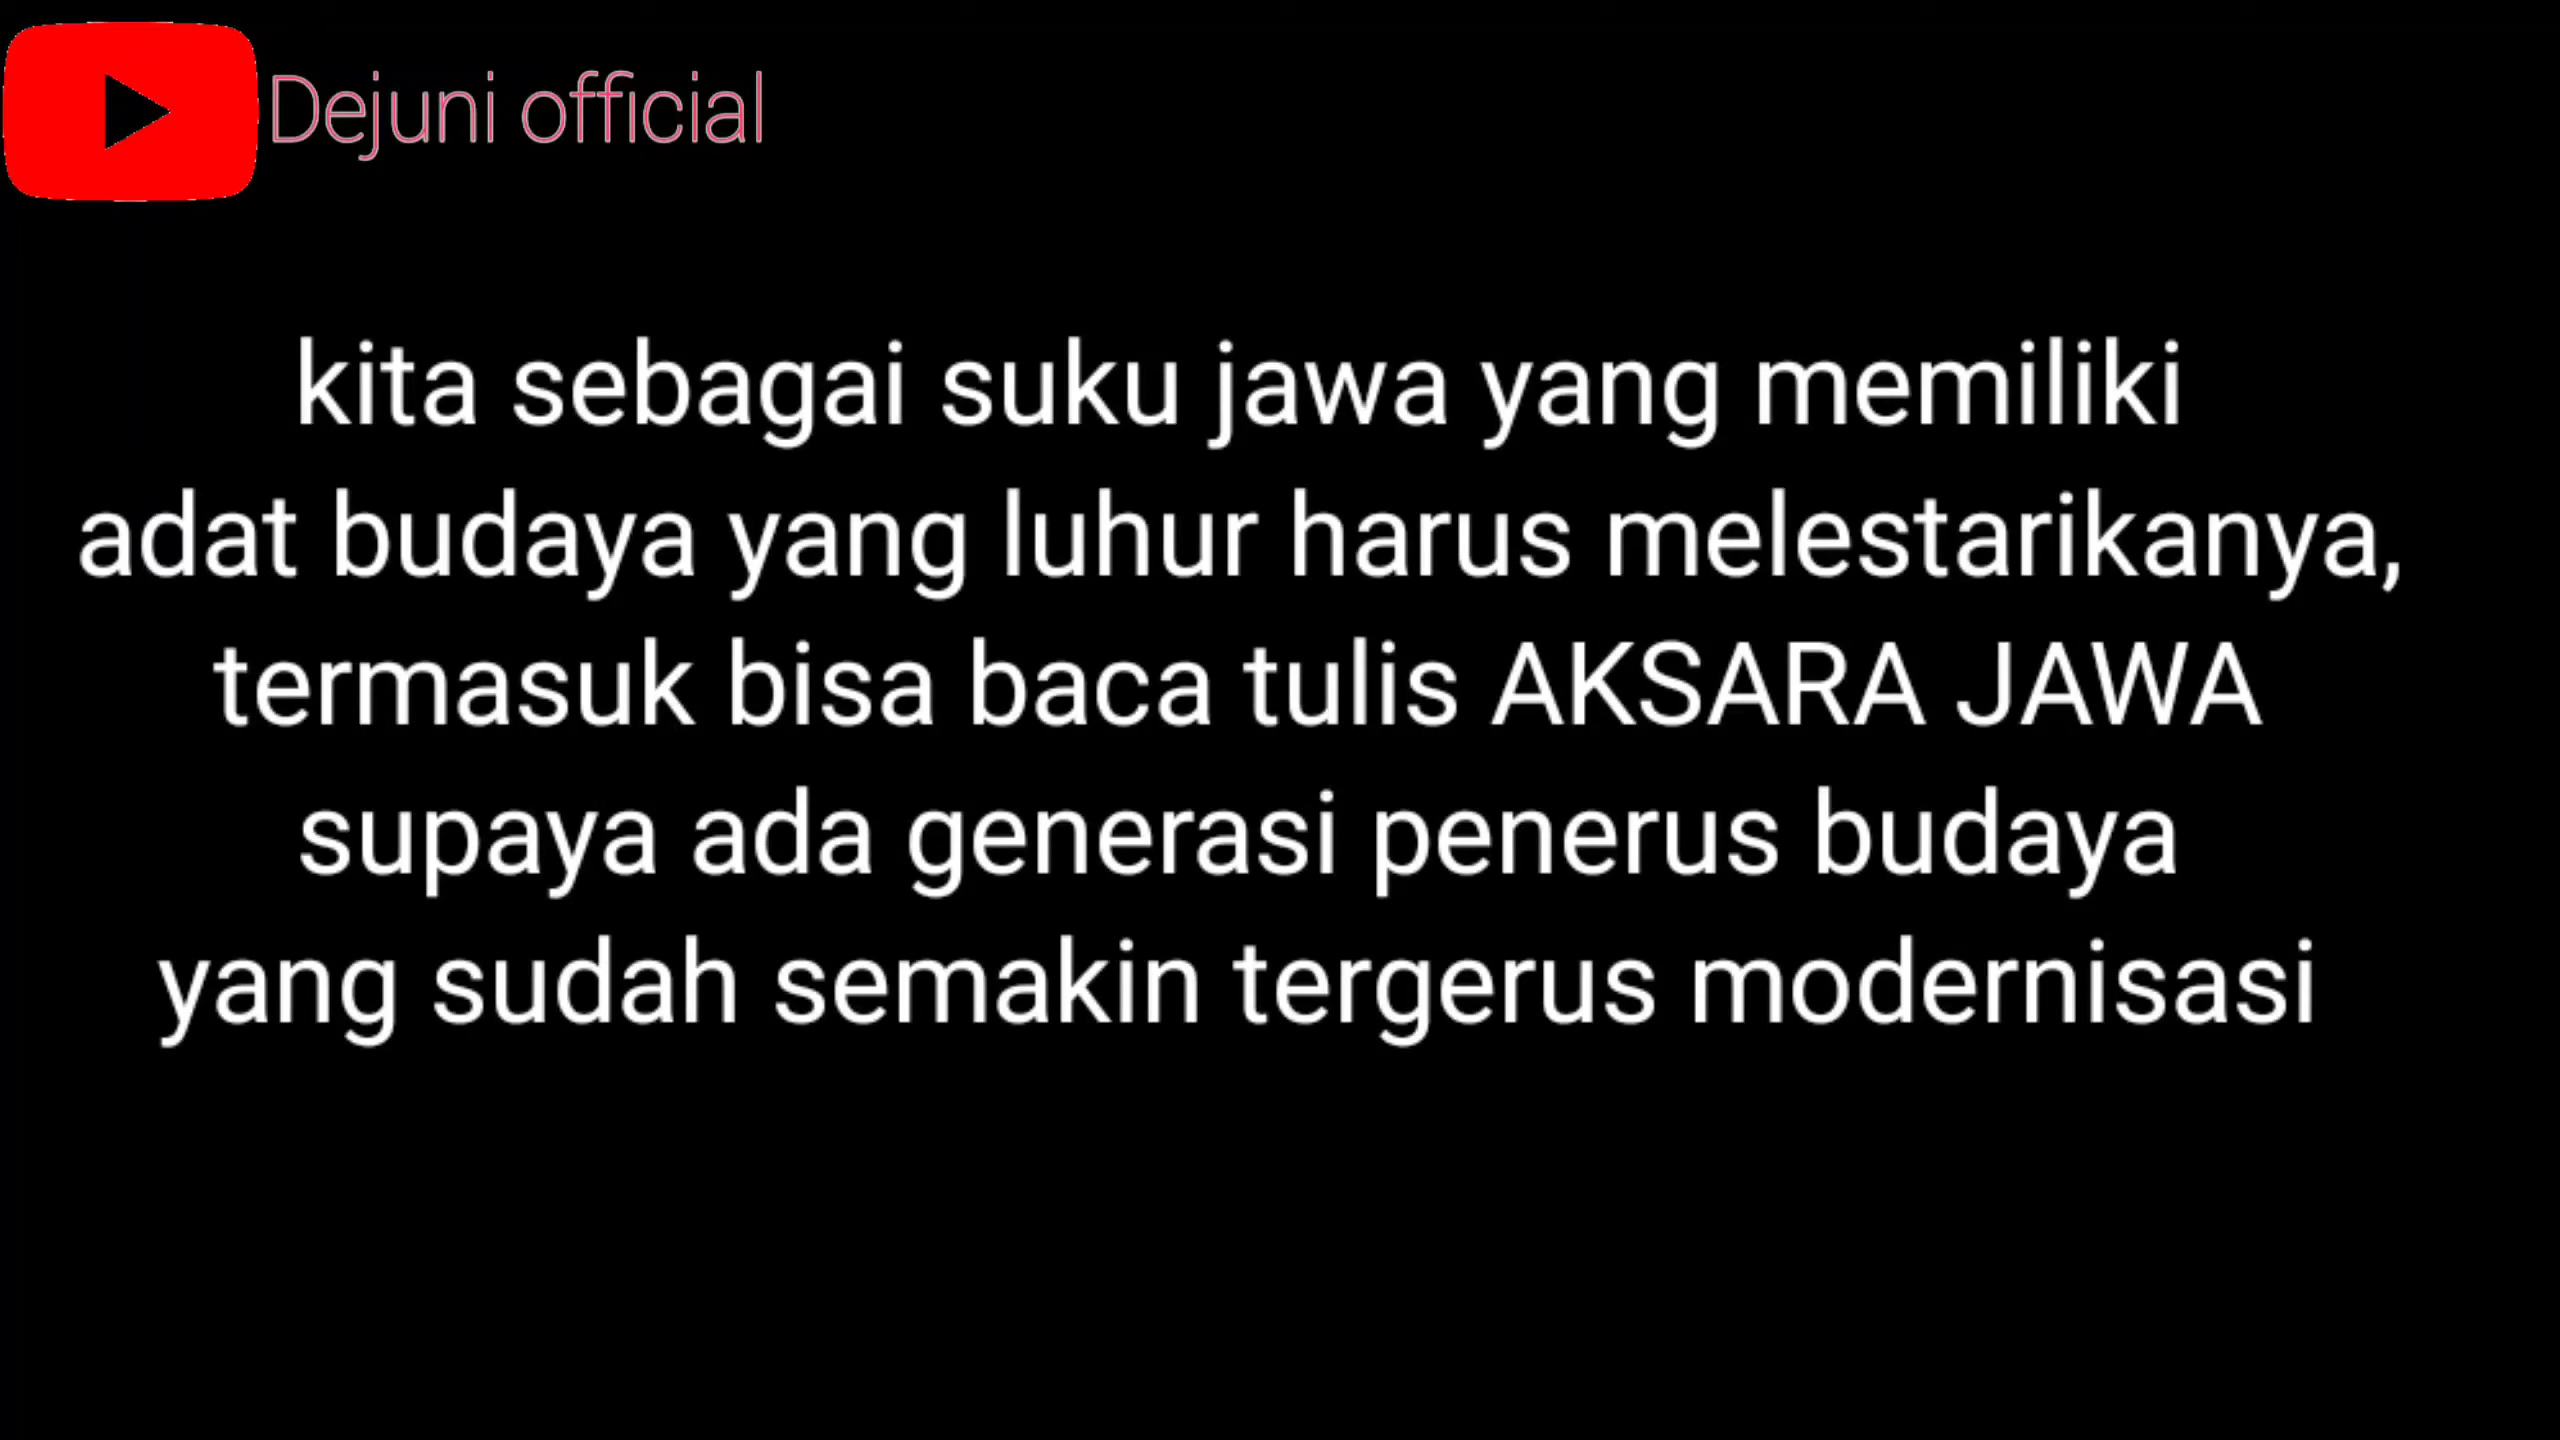 Dejuni official
kita sebagai suku jawa yang memiliki
adat budaya yang luhur harus melestarikanya,
termasuk bisa baca tulis AKSARA JAWA
supaya ada generasi penerus budaya
yang sudah semakin tergerus modernisasi